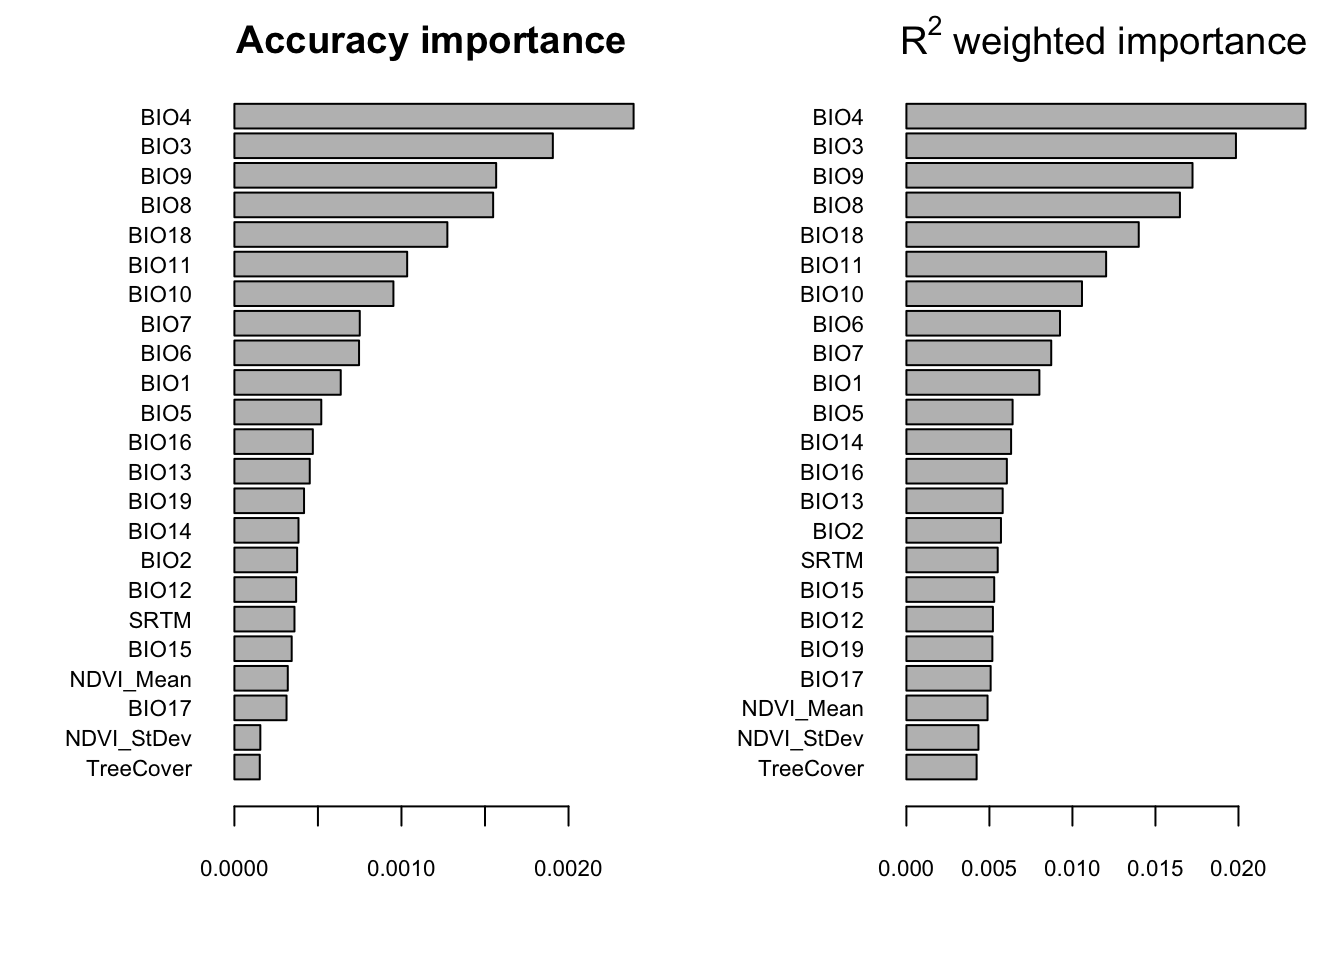 Accuracy importance
BIO4
BIO3
BIO9
BIO8
BIO18
BIO11
BIO10
BIO7
BIO6
BIO1
BIO5
BIO16
BIO13
BIO19
BIO14
BIO2
BIO12
SRTM
BIO15
NDVI_Mean
BIO17
NDVI_StDev
TreeCover
0.0000 0.0010 0.0020
R² weighted importance
BIO4
BIO3
BIO9
BIO8
BIO18
BIO11
BIO10
BIO6
BIO7
BIO1
BIO5
BIO14
BIO16
BIO13
BIO2
SRTM
BIO15
BIO12
BIO19
BIO17
NDVI_Mean
NDVI_StDev
TreeCover
0.000 0.005 0.010 0.015 0.020